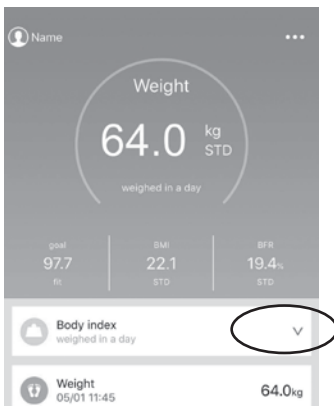 Name
Weight
64.0 kg
STD
weighed in a day
goal BMI BFR
97.7 22.1 19.4%
fit STD STD
Body index
weighed in a day
Weight
05/01 11:45 64.0kg